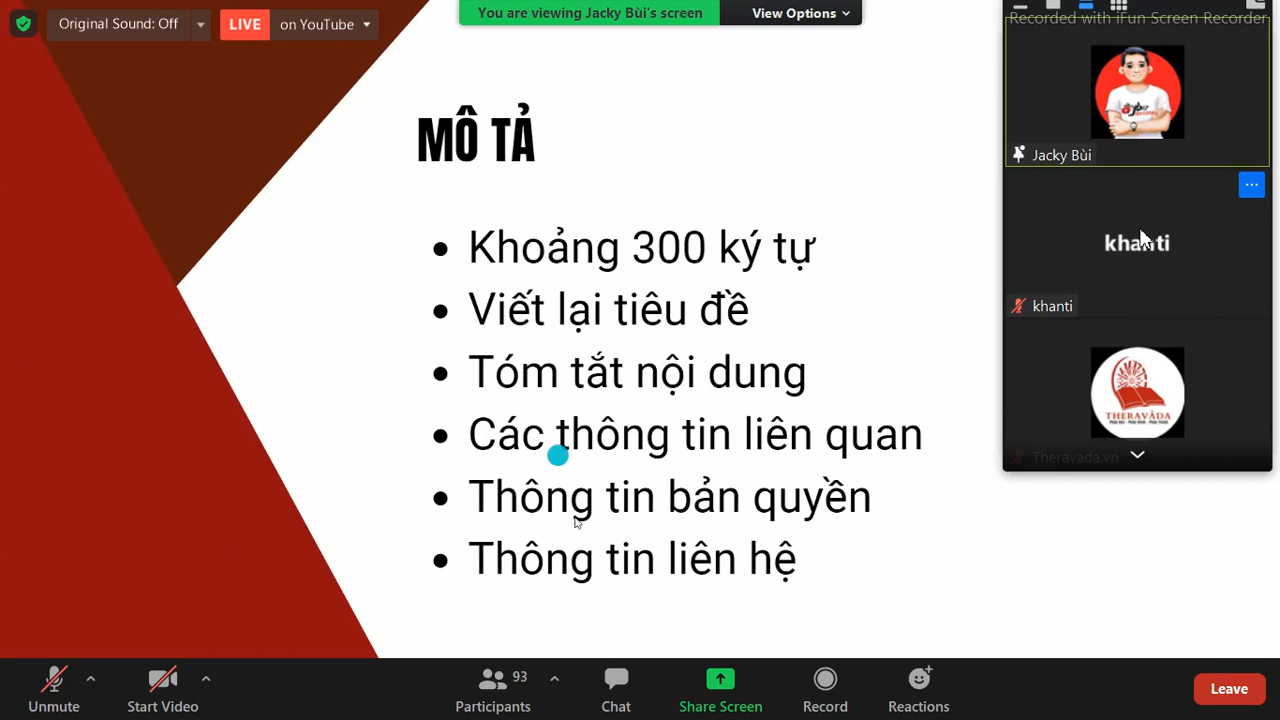 Original Sound: Off
LIVE on YouTube
You are viewing Jacky Bùi's screen
View Options
Recorded with iFun Screen Recorder
MÔ TẢ
Khoảng 300 ký tự
Viết lại tiêu đề
Tóm tắt nội dung
Các thông tin liên quan
Thông tin bản quyền
Thông tin liên hệ
Jacky Bùi
khanti
khanti
THERAVĀDA
Theravada.vn
Unmute
Start Video
93
Participants
Chat
Share Screen
Record
Reactions
Leave